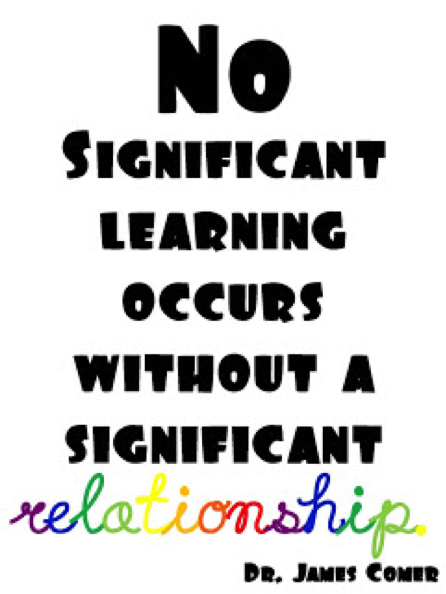 No
Significant
learning
occurs
without a
significant
relationship.
Dr. James Comer